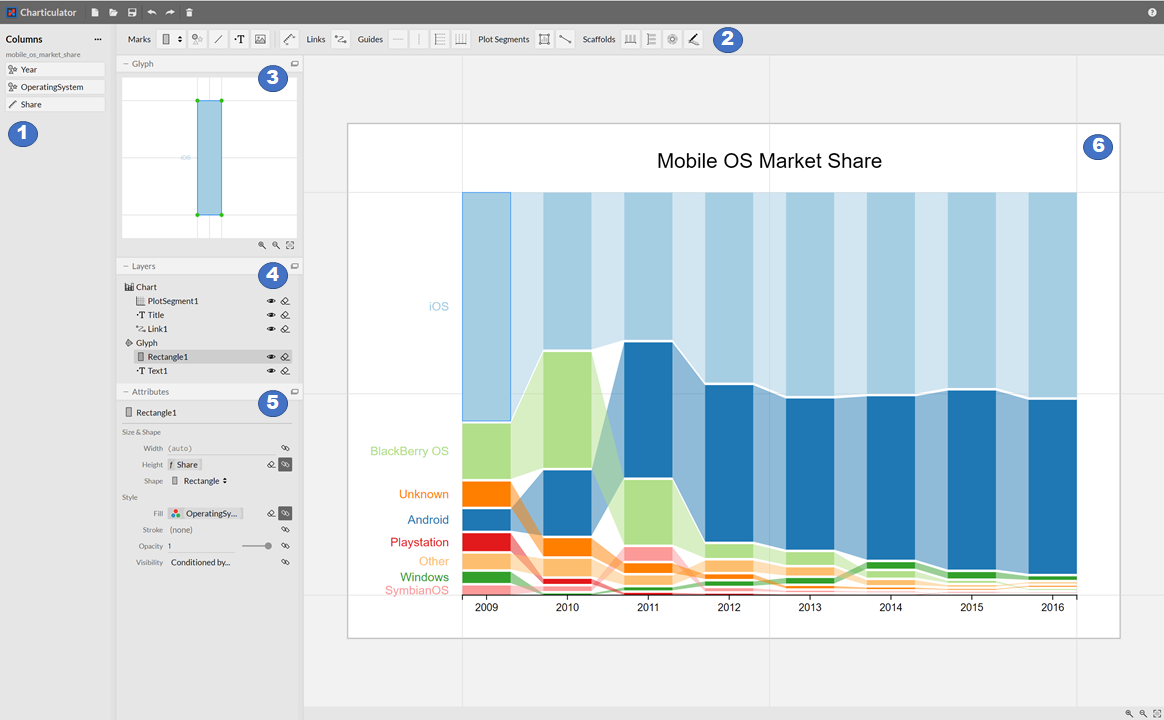 Charticulator
Columns
mobile_os_market_share
Year
OperatingSystem
Share
1
Marks T Links Guides Plot Segments Scaffolds 2
Glyph
3
iOS
Layers
4
Chart
PlotSegment1
T Title
Link1
Glyph
Rectangle1
T Text1
Attributes
5
Rectangle1
Size & Shape
Width (auto)
Height f Share
Shape Rectangle
Style
Fill OperatingSy...
Stroke (none)
Opacity 1
Visibility Conditioned by...
6
Mobile OS Market Share
iOS
BlackBerry OS
Unknown
Android
Playstation
Other
Windows
SymbianOS
2009 2010 2011 2012 2013 2014 2015 2016